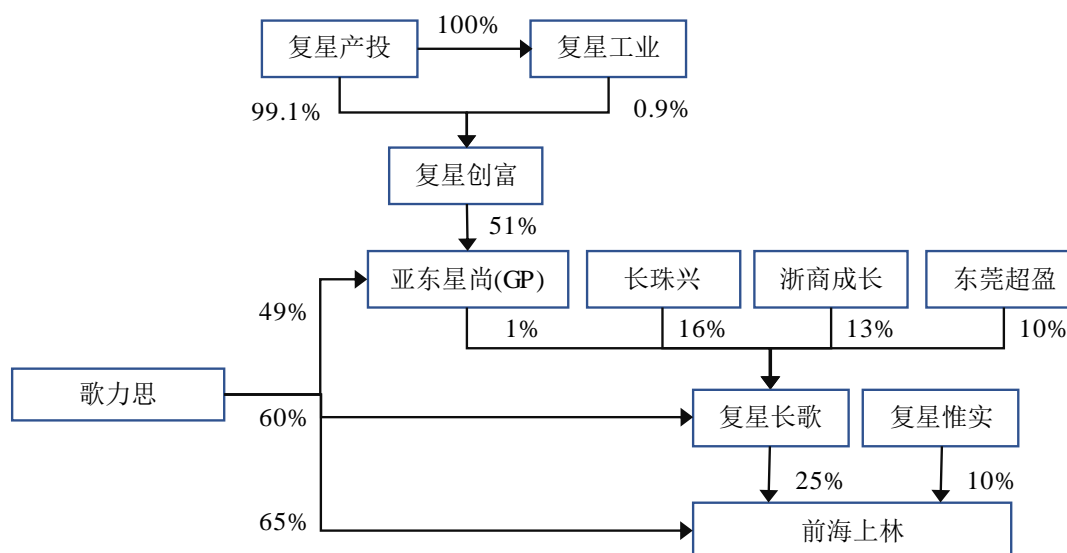 复星产投
100%
复星工业
99.1%
0.9%
复星创富
51%
亚东星尚(GP)
长珠兴
浙商成长
东莞超盈
49%
1%
16%
13%
10%
歌力思
60%
复星长歌
复星惟实
25%
10%
65%
前海上林